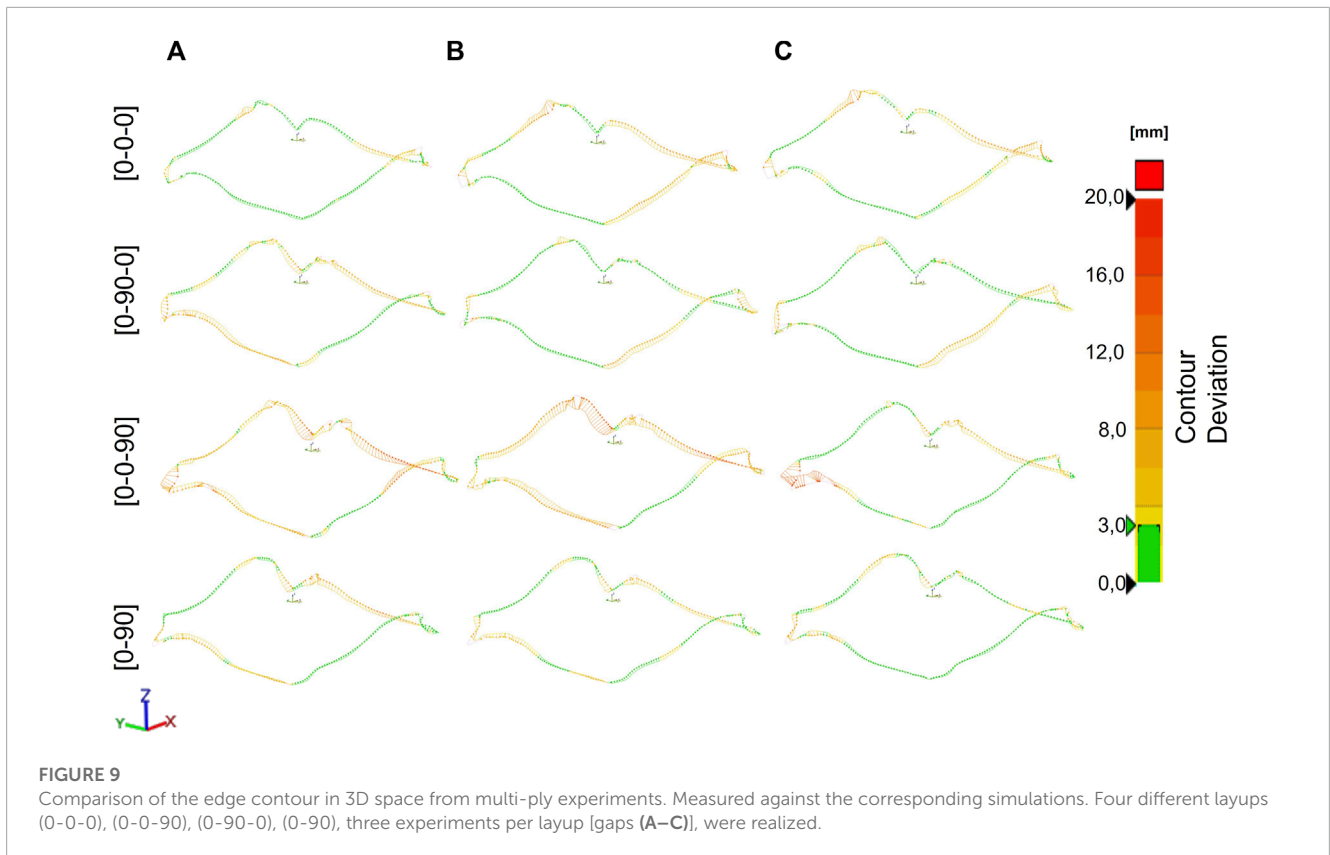 A B C
[0-0-0]
[0-90-0]
[0-0-90]
[0-90]
[mm]
20,0
16,0
12,0
8,0
3,0
0,0
Contour
Deviation
Z
Y X
FIGURE 9
Comparison of the edge contour in 3D space from multi-ply experiments. Measured against the corresponding simulations. Four different layups
(0-0-0), (0-0-90), (0-90-0), (0-90), three experiments per layup [gaps (A–C)], were realized.